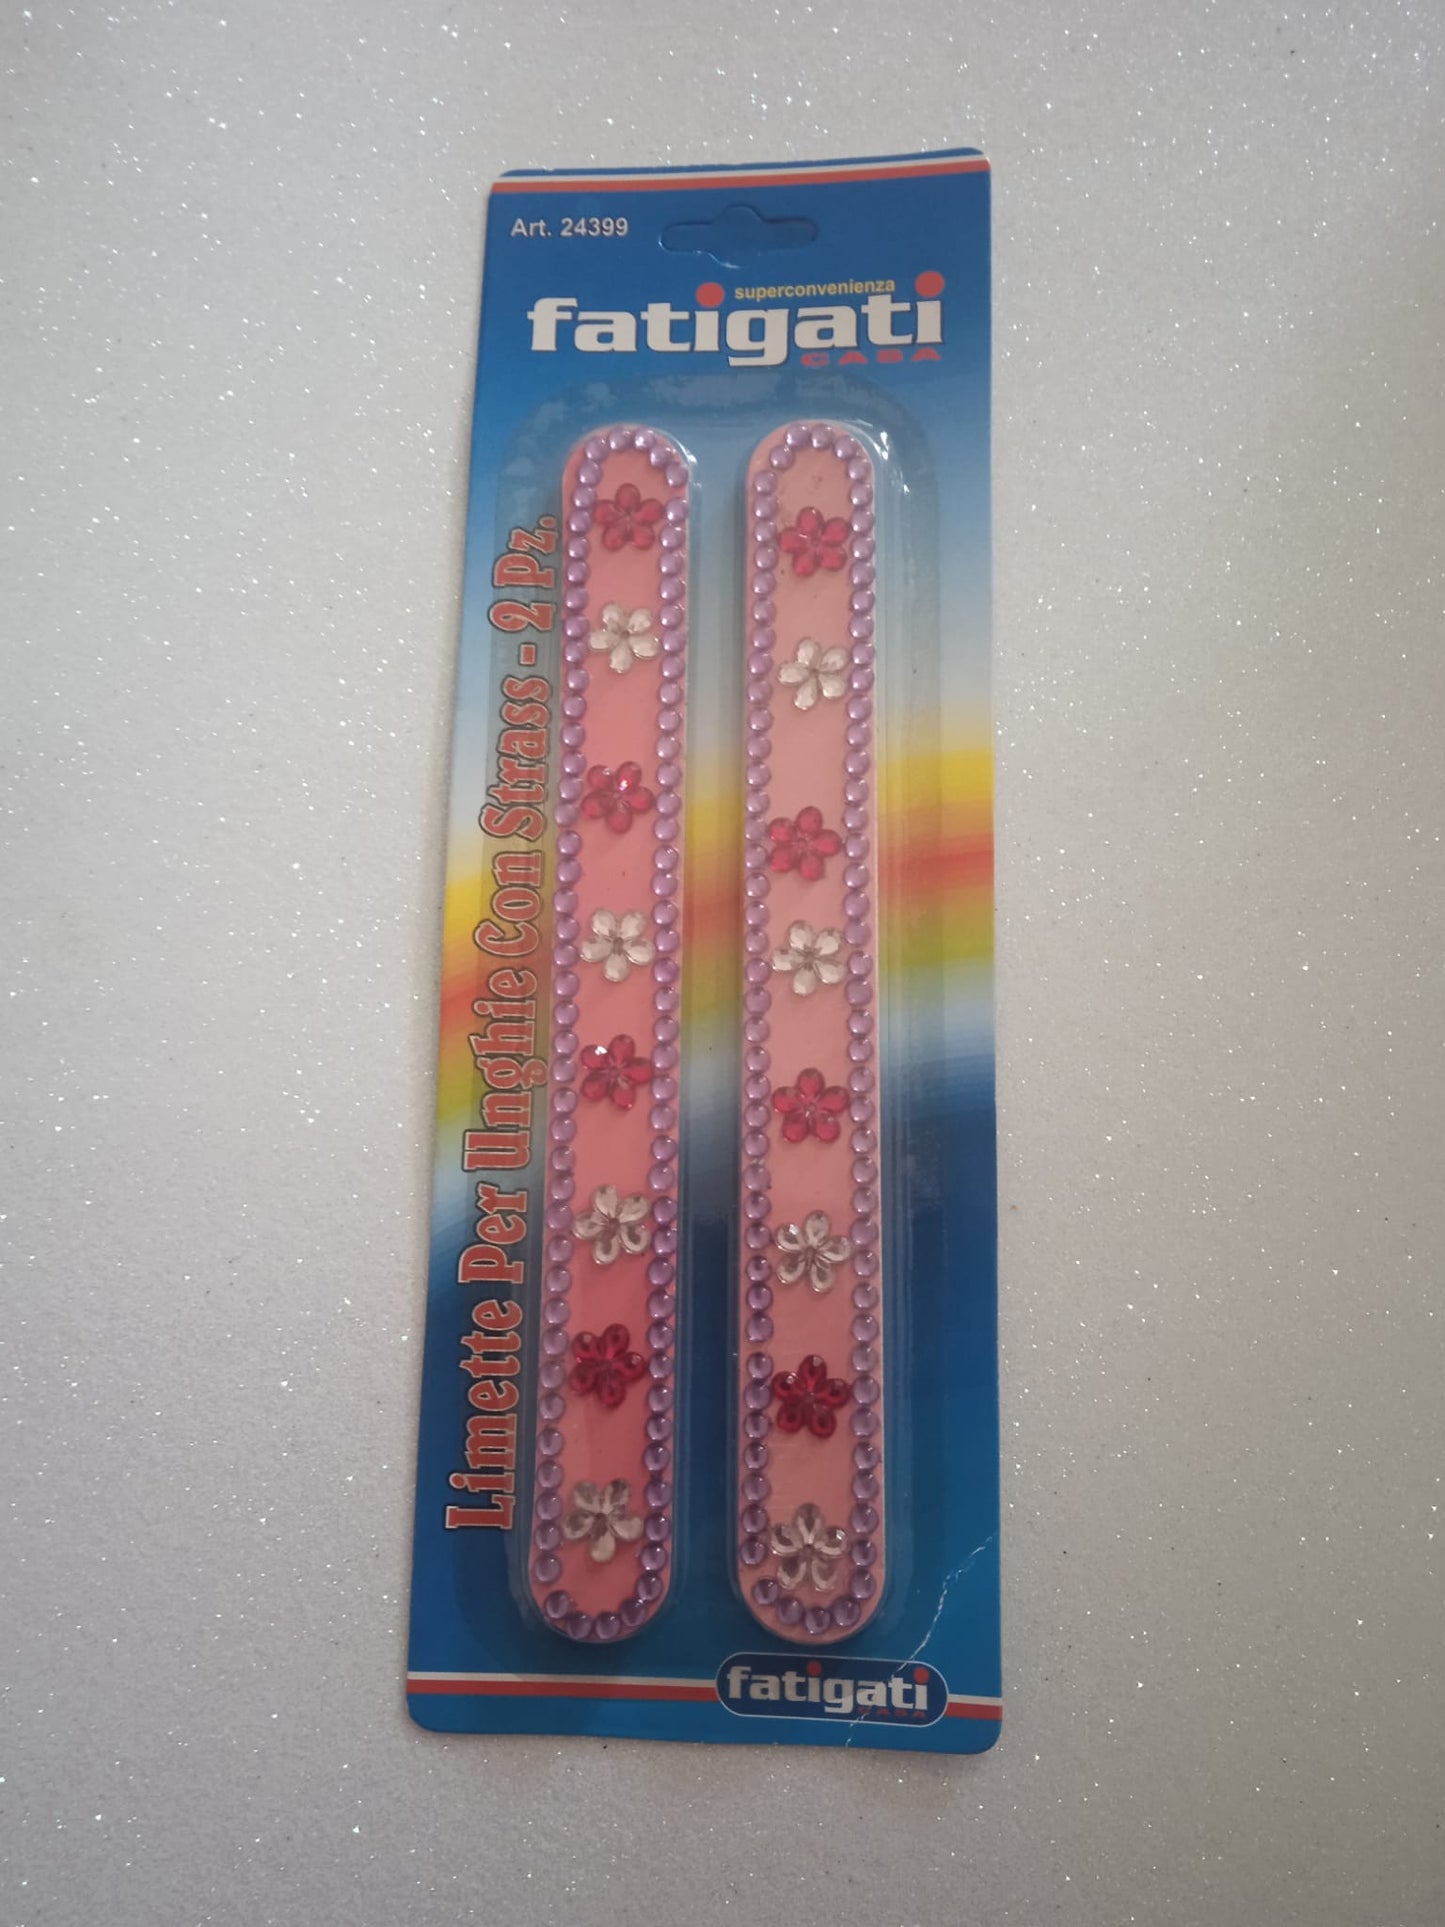 Art. 24399
superconvenienza
fatigati
CASA
Limette Per Unghie Con Strass - 2 Pz.
fatigati
CASA